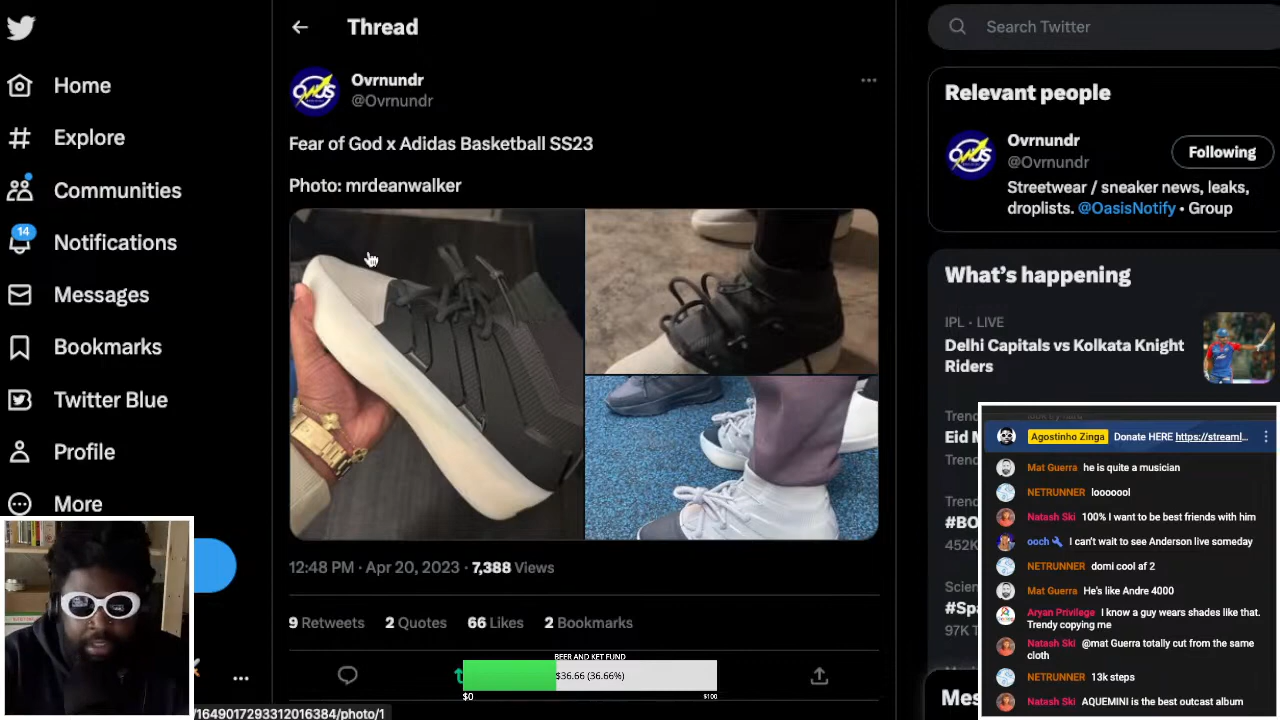 Thread
Search Twitter
Home
Explore
Communities
14
Notifications
Messages
Bookmarks
Twitter Blue
Profile
More
Ovrnundr
@Ovrnundr
Fear of God x Adidas Basketball SS23
Photo: mrdeanwalker
12:48 PM · Apr 20, 2023 · 7,388 Views
9 Retweets 2 Quotes 66 Likes 2 Bookmarks
BEER AND KET FUND
$36.66 (36.66%)
$0
$100
/1649017293312016384/photo/1
Relevant people
Ovrnundr
@Ovrnundr
Following
Streetwear / sneaker news, leaks,
droplists. @OasisNotify • Group
What's happening
IPL · LIVE
Delhi Capitals vs Kolkata Knight
Riders
Trend
Eid M
Trend
Trend
#BO
452K
Scien
#Spa
97K T
Mes
Agostinho Zinga Donate HERE https://streaml...
Mat Guerra he is quite a musician
NETRUNNER looooool
Natash Ski 100% I want to be best friends with him
ooch I can't wait to see Anderson live someday
NETRUNNER domi cool af 2
Mat Guerra He's like Andre 4000
Aryan Privilege I know a guy wears shades like that.
Trendy copying me
Natash Ski @mat Guerra totally cut from the same
cloth
NETRUNNER 13k steps
Natash Ski AQUEMINI is the best outcast album